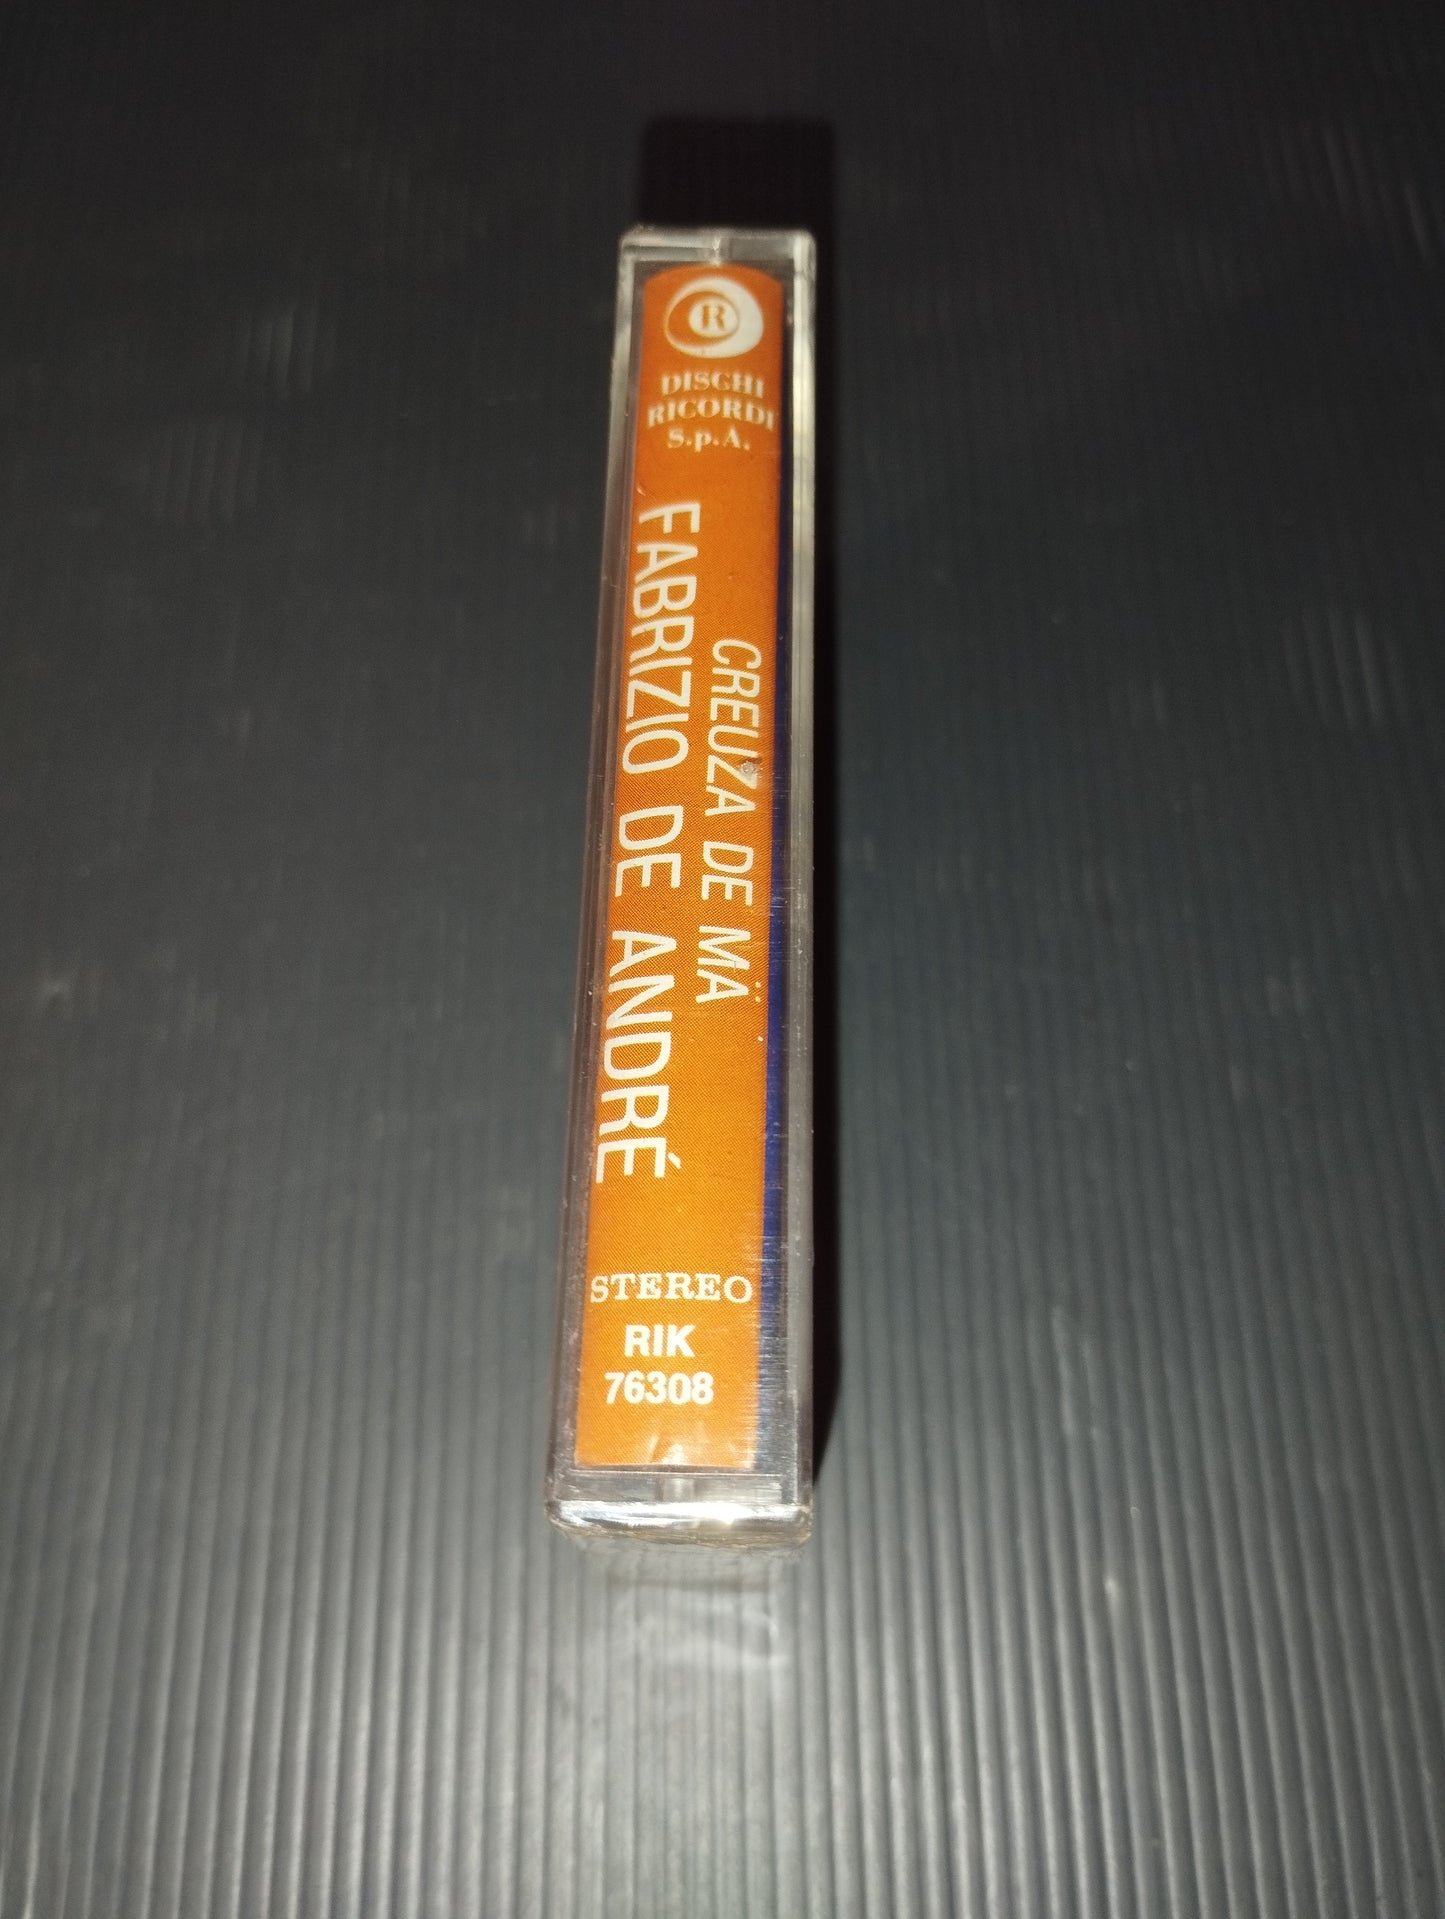 R
DISCHI
RICORDI
S.p.A.
CREUZA DE MÄ
FABRIZIO DE ANDRÉ
STEREO
RIK
76308